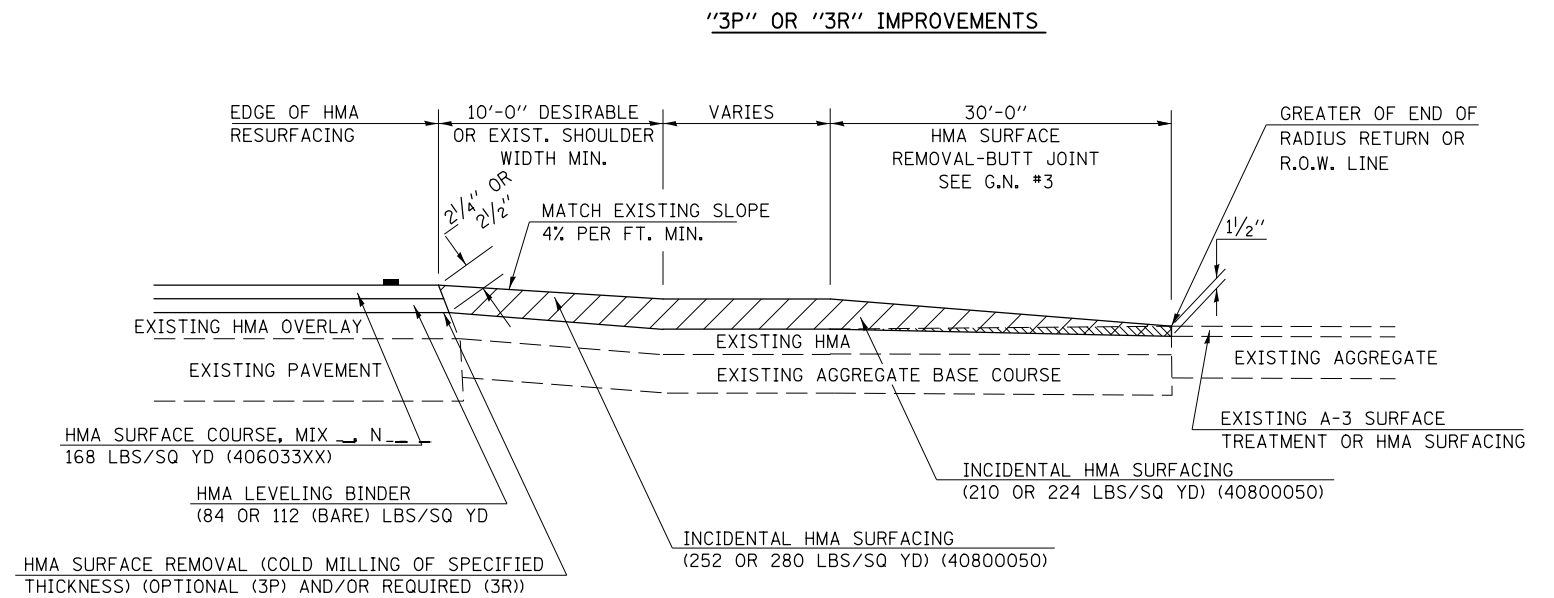 "3P" OR "3R" IMPROVEMENTS
EDGE OF HMA
RESURFACING
10'-0" DESIRABLE
OR EXIST. SHOULDER
WIDTH MIN.
VARIES
30'-0"
HMA SURFACE
REMOVAL-BUTT JOINT
SEE G.N. #3
GREATER OF END OF
RADIUS RETURN OR
R.O.W. LINE
2 1/4" OR
2 1/2"
MATCH EXISTING SLOPE
4% PER FT. MIN.
1 1/2"
EXISTING HMA OVERLAY
EXISTING HMA
EXISTING PAVEMENT
EXISTING AGGREGATE BASE COURSE
EXISTING AGGREGATE
HMA SURFACE COURSE, MIX __, N____
168 LBS/SQ YD (406033XX)
EXISTING A-3 SURFACE
TREATMENT OR HMA SURFACING
HMA LEVELING BINDER
(84 OR 112 (BARE) LBS/SQ YD
INCIDENTAL HMA SURFACING
(210 OR 224 LBS/SQ YD) (40800050)
INCIDENTAL HMA SURFACING
(252 OR 280 LBS/SQ YD) (40800050)
HMA SURFACE REMOVAL (COLD MILLING OF SPECIFIED
THICKNESS) (OPTIONAL (3P) AND/OR REQUIRED (3R))